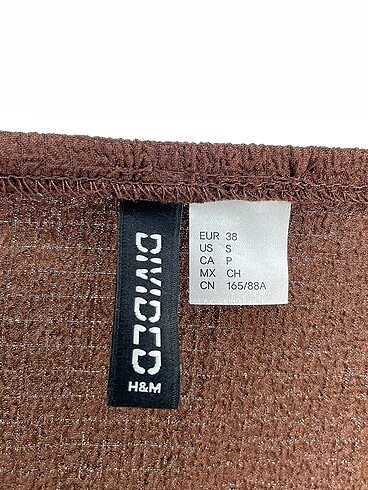 DIVIDED
H&M
EUR 38
US S
CA P
MX CH
CN 165/88A